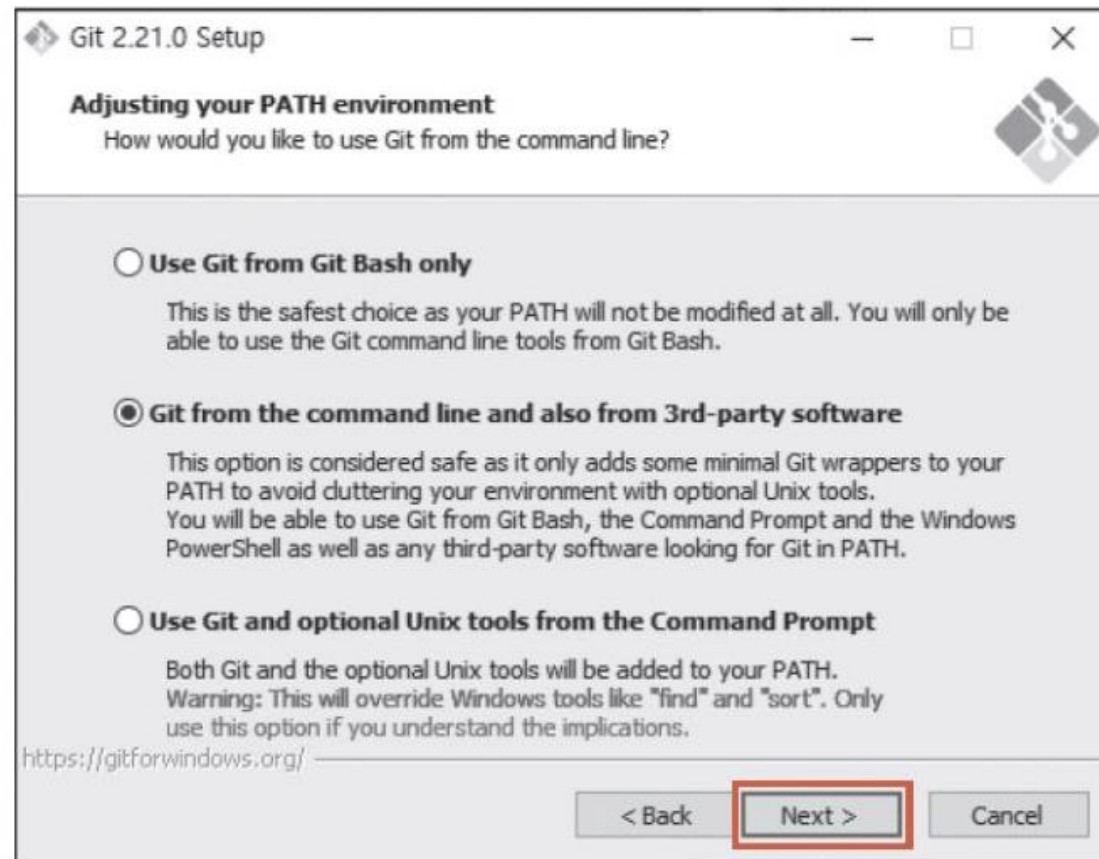 Git 2.21.0 Setup
Adjusting your PATH environment
How would you like to use Git from the command line?
Use Git from Git Bash only
This is the safest choice as your PATH will not be modified at all. You will only be
able to use the Git command line tools from Git Bash.
Git from the command line and also from 3rd-party software
This option is considered safe as it only adds some minimal Git wrappers to your
PATH to avoid cluttering your environment with optional Unix tools.
You will be able to use Git from Git Bash, the Command Prompt and the Windows
PowerShell as well as any third-party software looking for Git in PATH.
Use Git and optional Unix tools from the Command Prompt
Both Git and the optional Unix tools will be added to your PATH.
Warning: This will override Windows tools like "find" and "sort". Only
use this option if you understand the implications.
https://gitforwindows.org/
< Back Next > Cancel